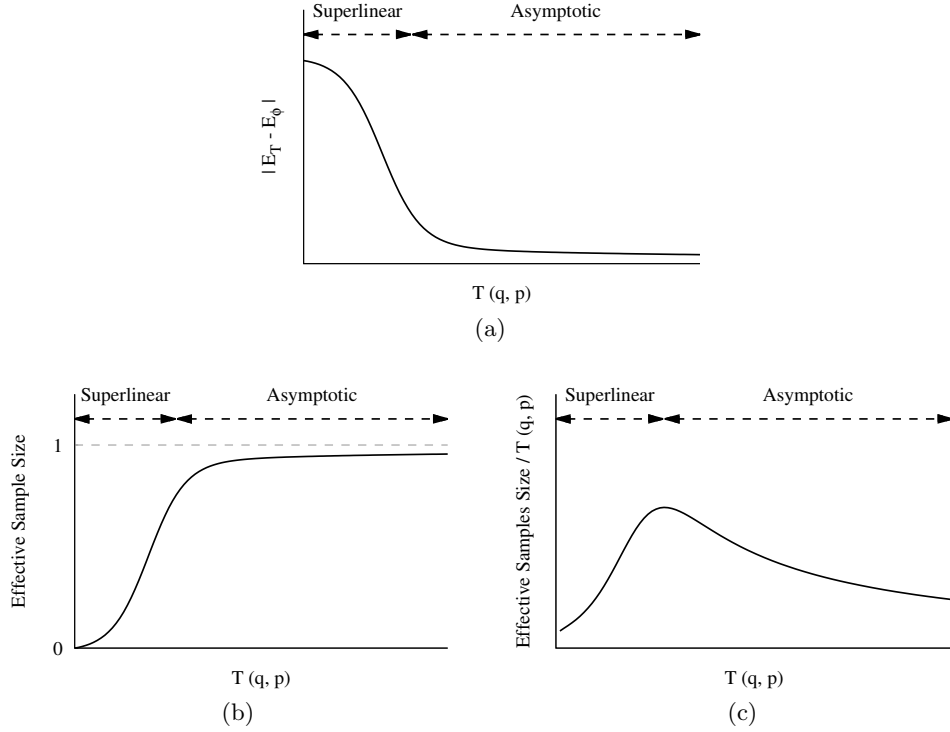 Superlinear Asymptotic
| E_T - E_ϕ |
T (q, p)
(a)
Superlinear Asymptotic
1
Effective Sample Size
0
T (q, p)
(b)
Superlinear Asymptotic
Effective Samples Size / T (q, p)
T (q, p)
(c)